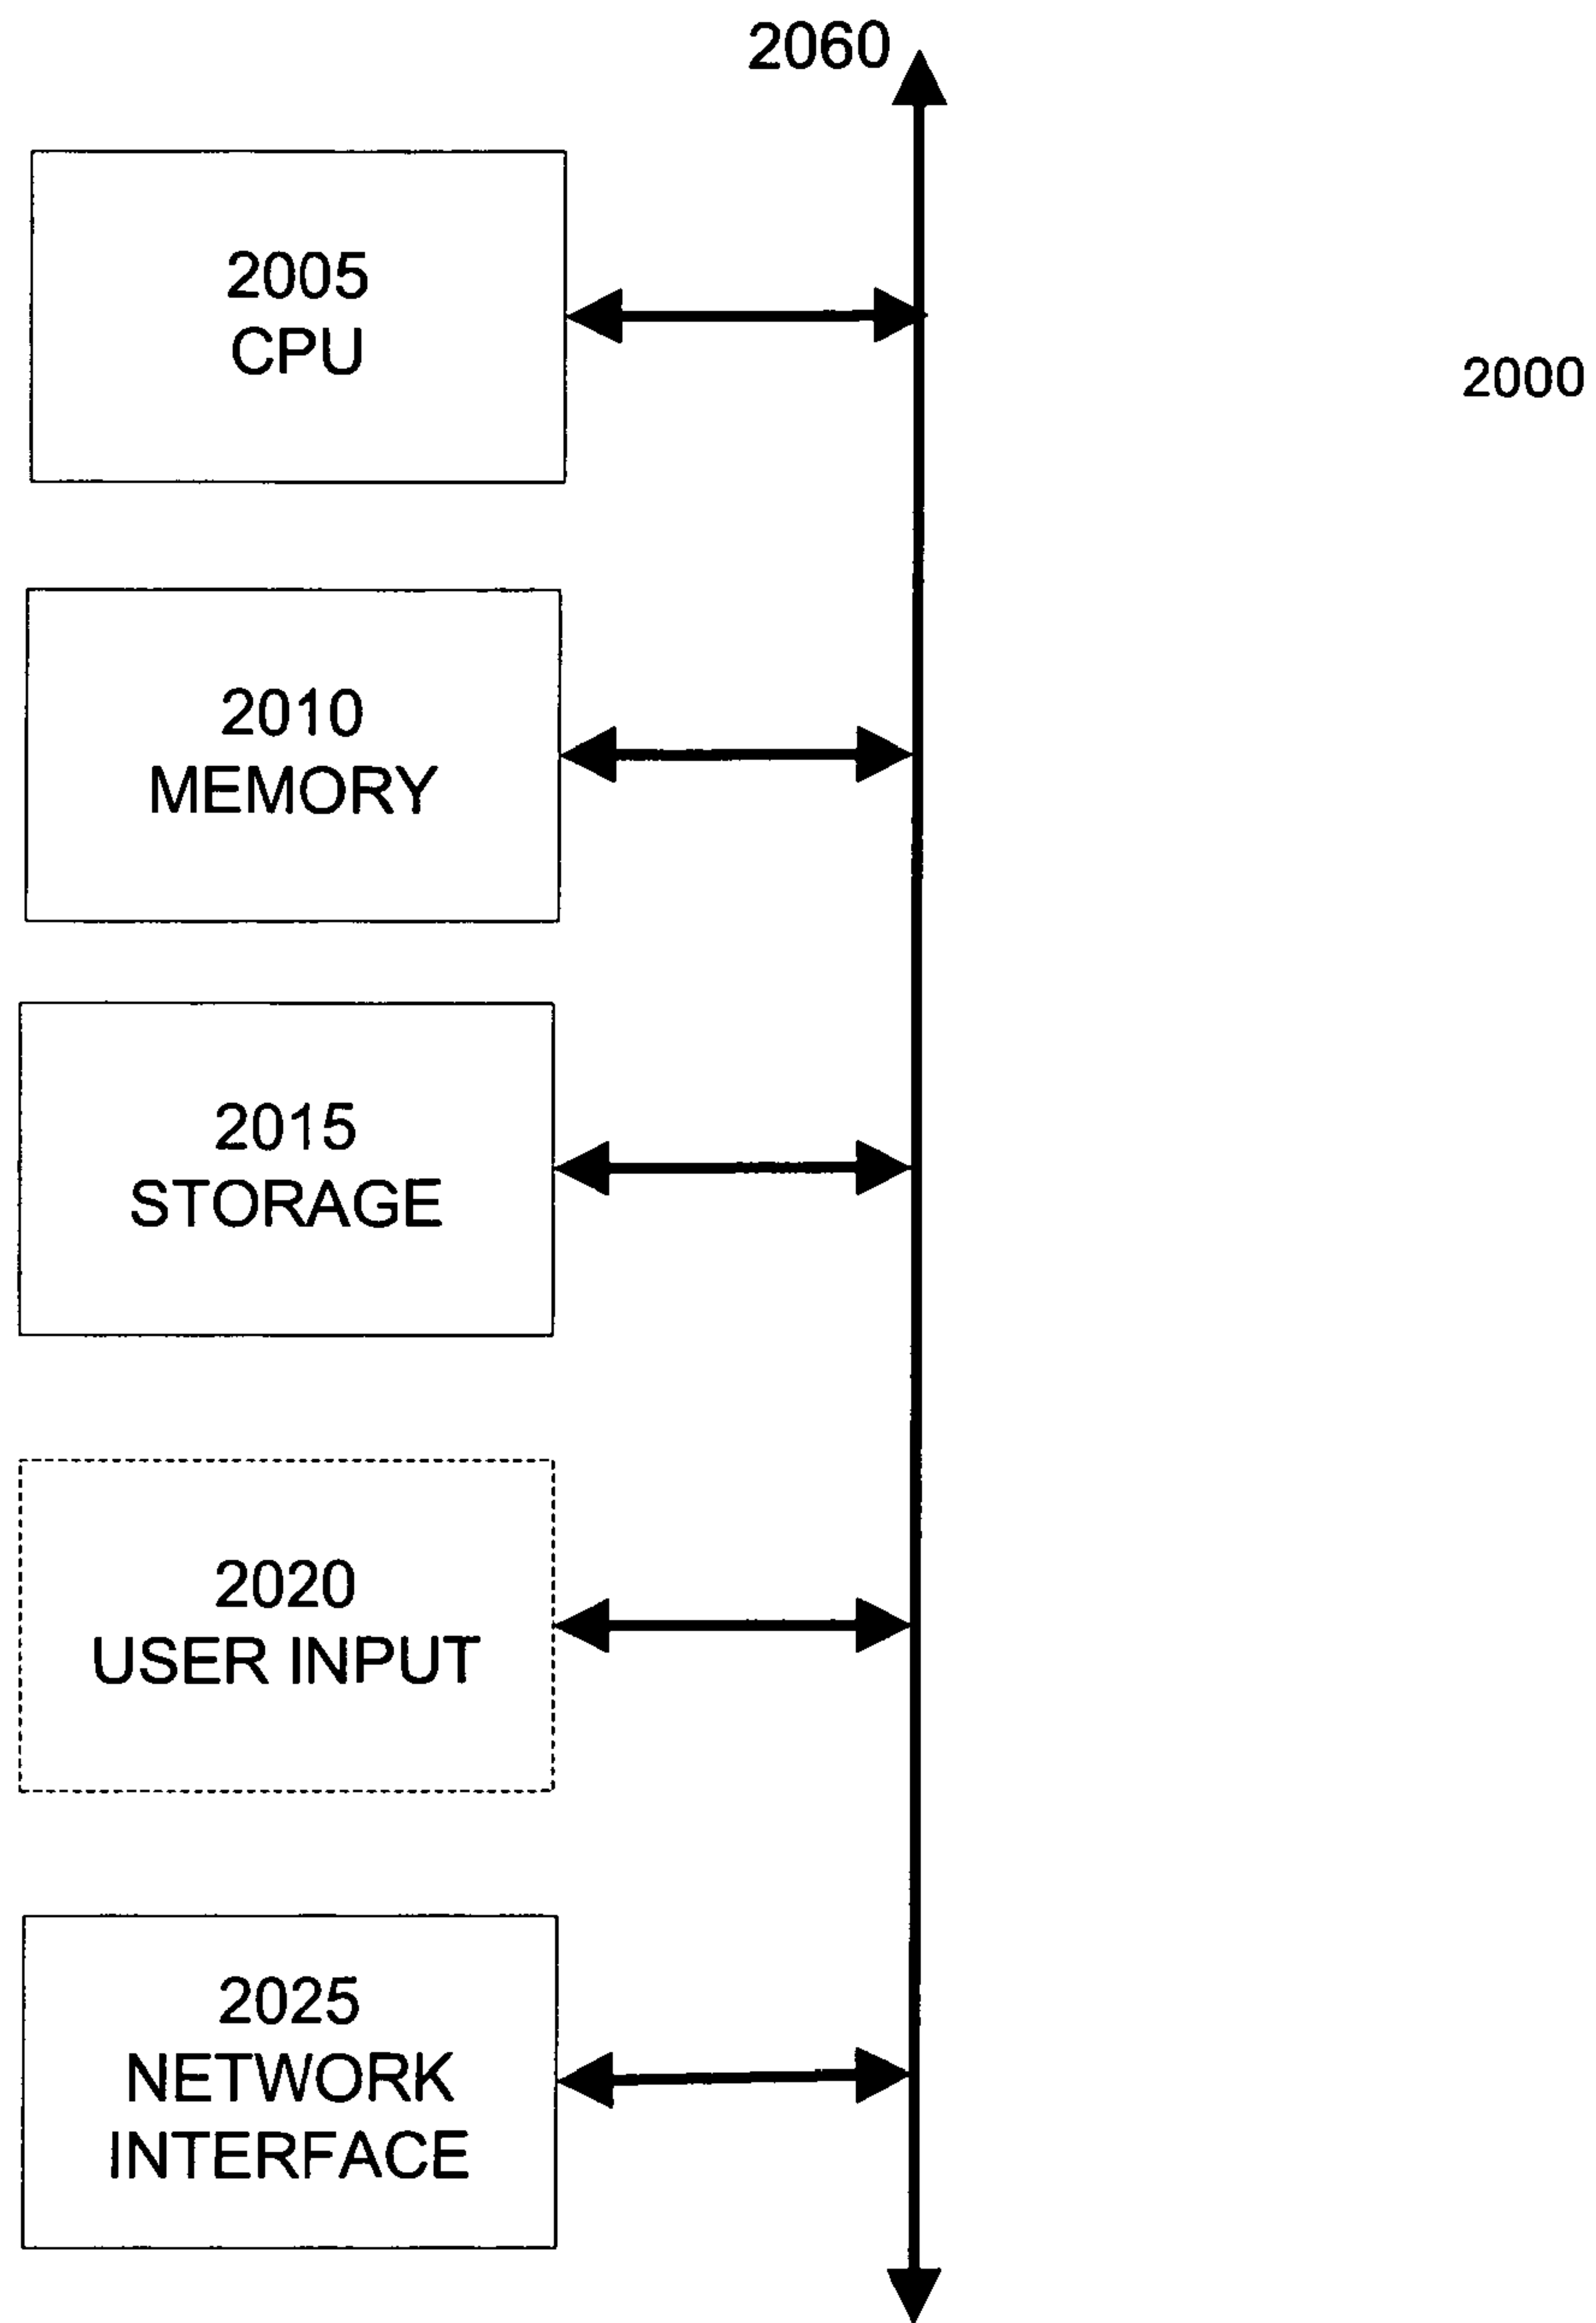 2060
2005
CPU
2000
2010
MEMORY
2015
STORAGE
2020
USER INPUT
2025
NETWORK
INTERFACE